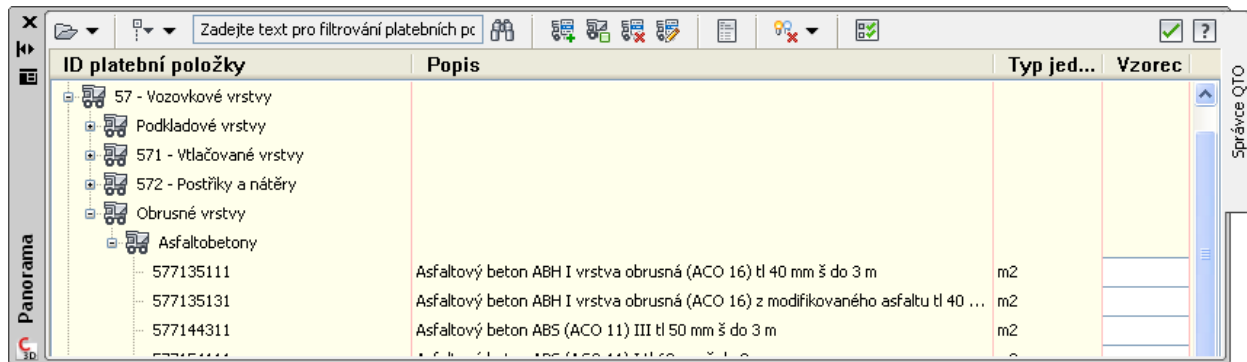 Zadejte text pro filtrování platebních pc
ID platební položky Popis Typ jed... Vzorec
57 - Vozovkové vrstvy
Podkladové vrstvy
571 - Vtlačované vrstvy
572 - Postřiky a nátěry
Obrusné vrstvy
Asfaltobetony
577135111 Asfaltový beton ABH I vrstva obrusná (ACO 16) tl 40 mm š do 3 m m2
577135131 Asfaltový beton ABH I vrstva obrusná (ACO 16) z modifikovaného asfaltu tl 40 ... m2
577144311 Asfaltový beton ABS (ACO 11) III tl 50 mm š do 3 m m2
Panorama
Správce QTO
3D